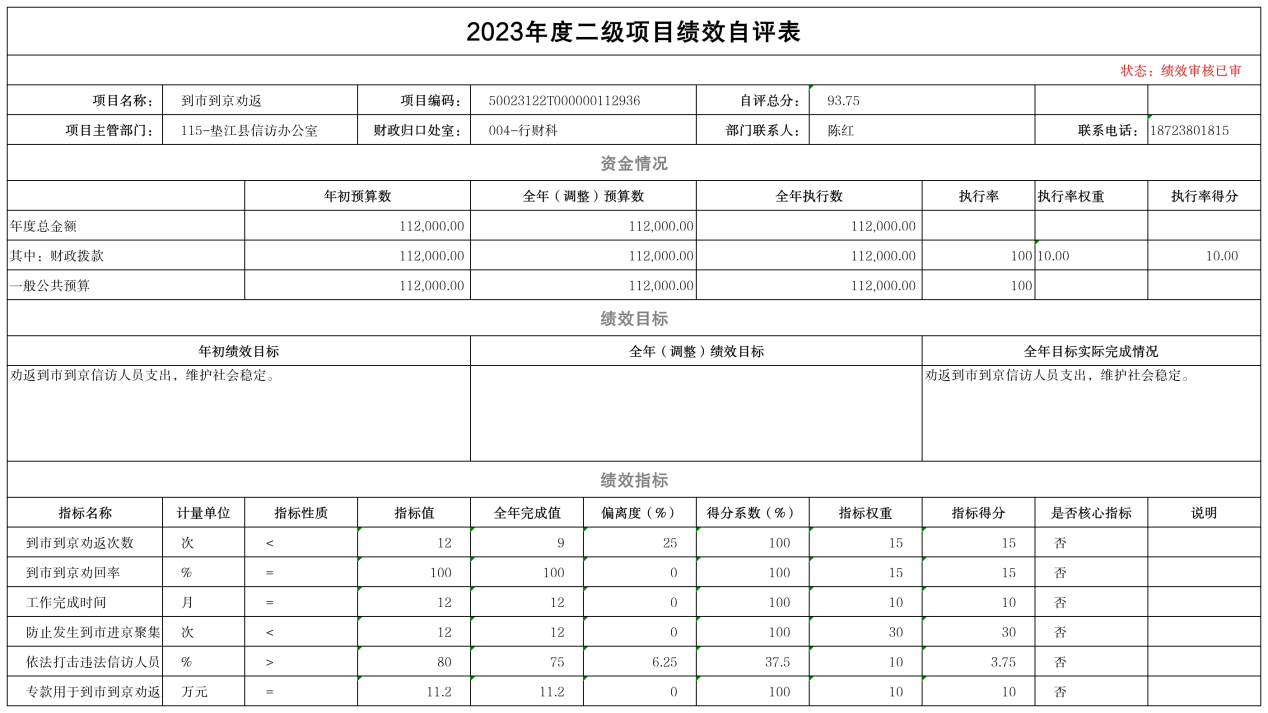 2023年度二级项目绩效自评表
状态：绩效审核已审
项目名称： 到市到京劝返 项目编码： 50023122T000000112936 自评总分： 93.75
项目主管部门： 115-垫江县信访办公室 财政归口处室： 004-行财科 部门联系人： 陈红 联系电话： 18723801815
资金情况
年初预算数 全年（调整）预算数 全年执行数 执行率 执行率权重 执行率得分
年度总金额 112,000.00 112,000.00 112,000.00
其中：财政拨款 112,000.00 112,000.00 112,000.00 100 10.00 10.00
一般公共预算 112,000.00 112,000.00 112,000.00 100
绩效目标
年初绩效目标 全年（调整）绩效目标 全年目标实际完成情况
劝返到市到京信访人员支出，维护社会稳定。 劝返到市到京信访人员支出，维护社会稳定。
绩效指标
指标名称 计量单位 指标性质 指标值 全年完成值 偏离度（%） 得分系数（%） 指标权重 指标得分 是否核心指标 说明
到市到京劝返次数 次 < 12 9 25 100 15 15 否
到市到京劝回率 % = 100 100 0 100 15 15 否
工作完成时间 月 = 12 12 0 100 10 10 否
防止发生到市进京聚集 次 < 12 12 0 100 30 30 否
依法打击违法信访人员 % > 80 75 6.25 37.5 10 3.75 否
专款用于到市到京劝返 万元 = 11.2 11.2 0 100 10 10 否